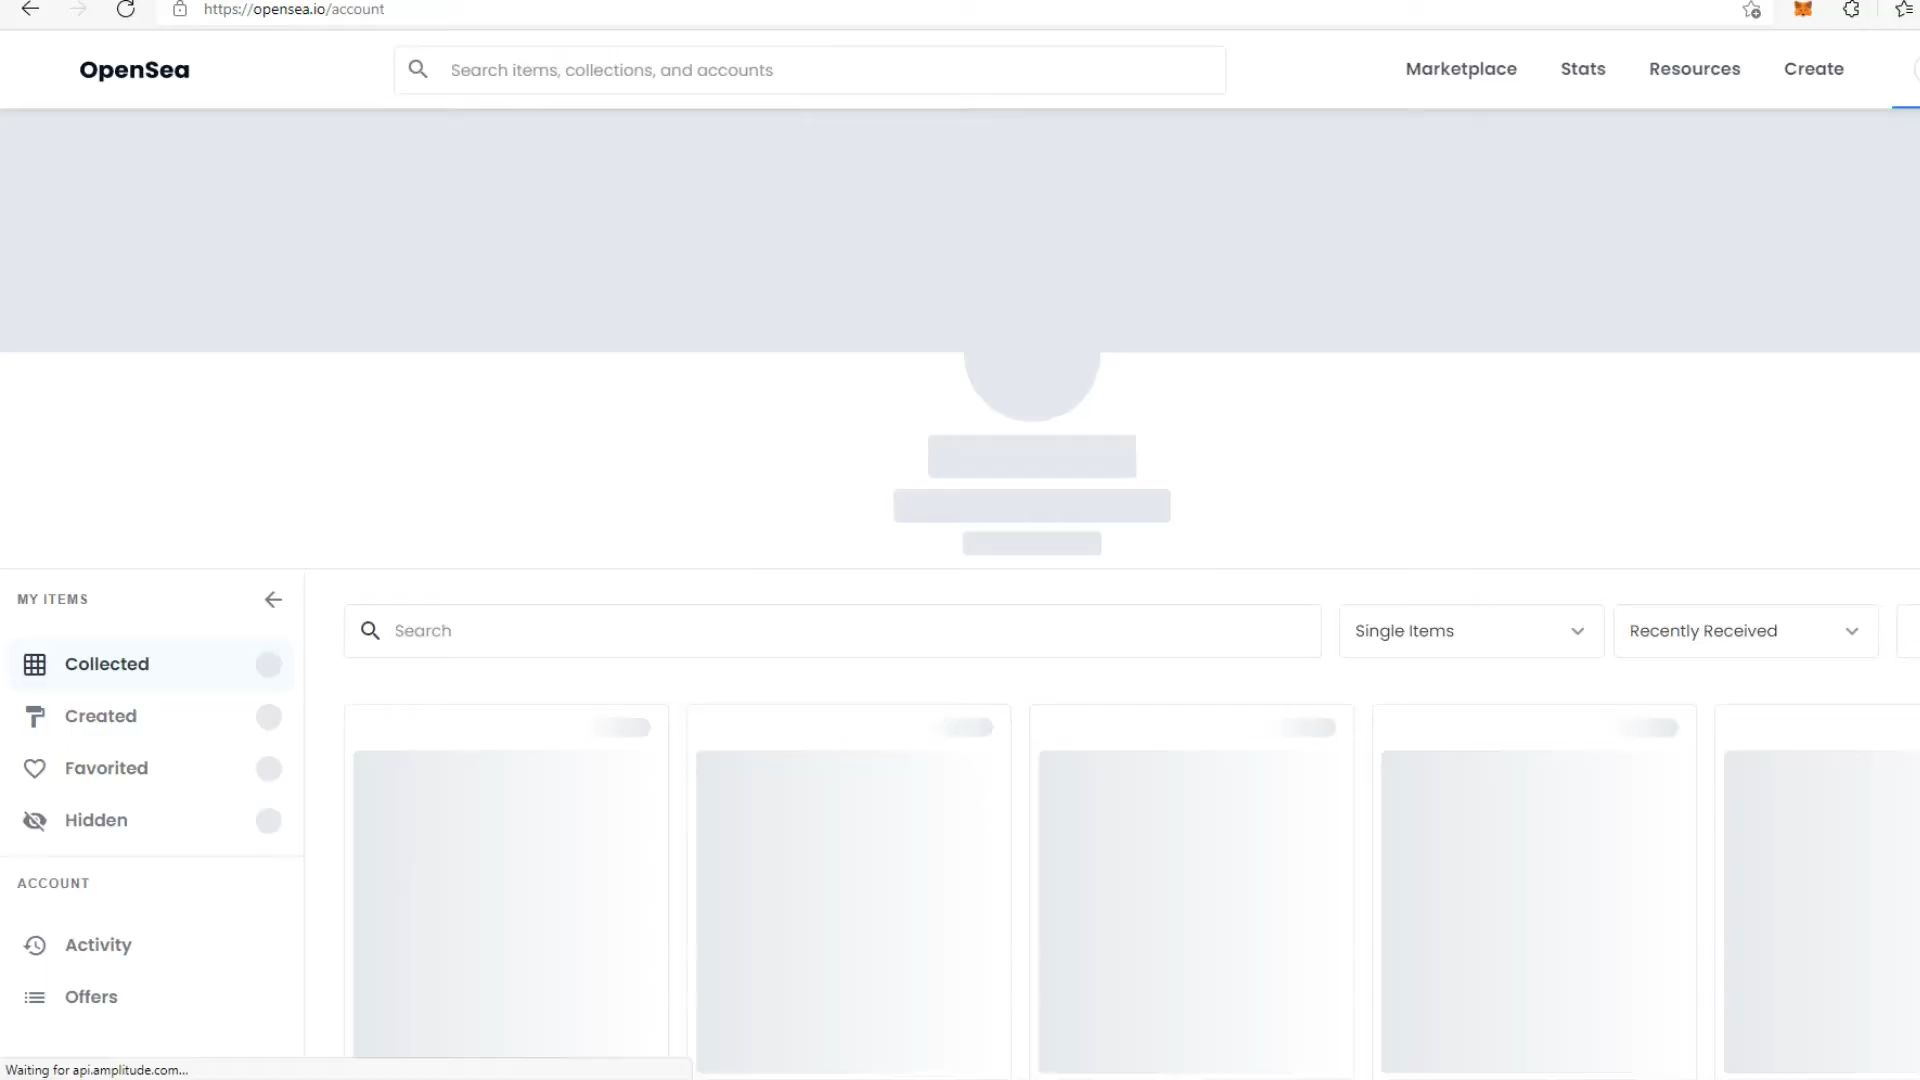 https://opensea.io/account
OpenSea
Search items, collections, and accounts
Marketplace
Stats
Resources
Create
MY ITEMS
Search
Single Items
Recently Received
Collected
Created
Favorited
Hidden
ACCOUNT
Activity
Offers
Waiting for api.amplitude.com...